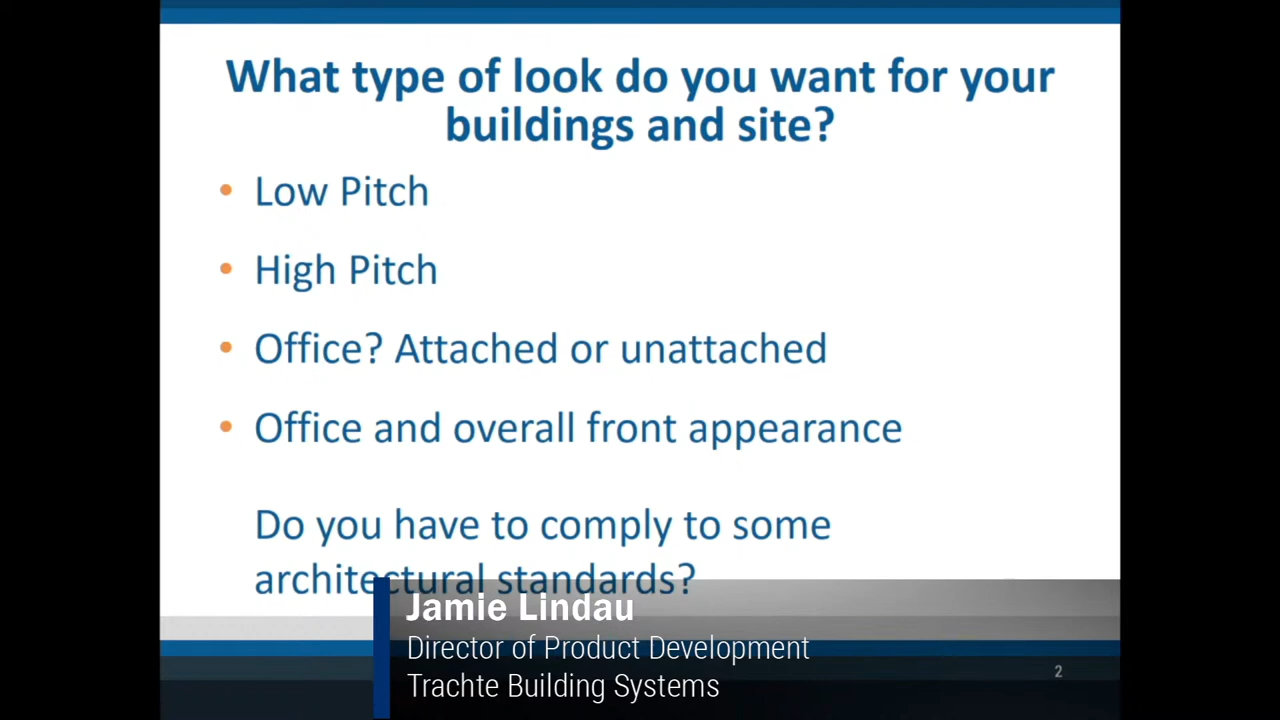 What type of look do you want for your
buildings and site?
• Low Pitch
• High Pitch
• Office? Attached or unattached
• Office and overall front appearance
Do you have to comply to some
architectural standards?
Jamie Lindau
Director of Product Development
Trachte Building Systems
2